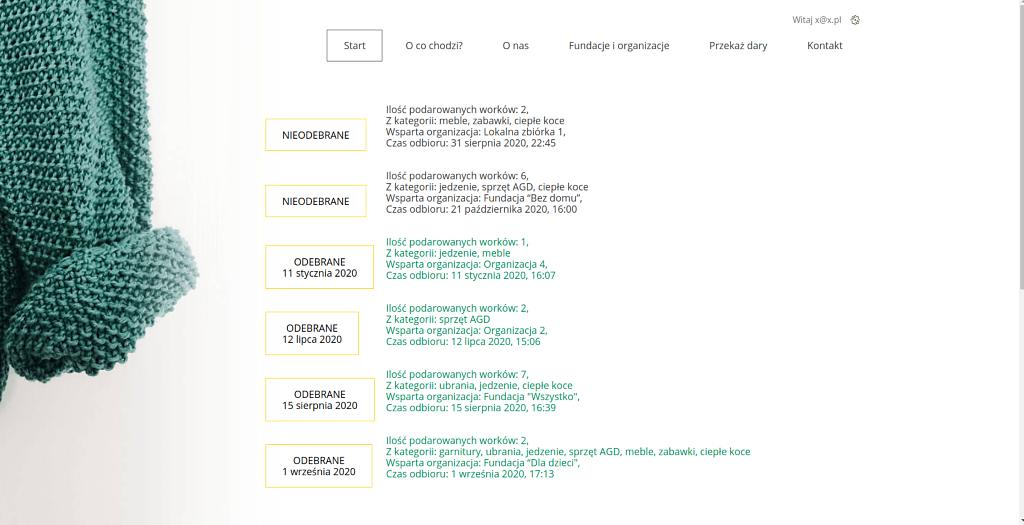 Witaj x@x.pl
Start O co chodzi? O nas Fundacje i organizacje Przekaż dary Kontakt
NIEODEBRANE
Ilość podarowanych worków: 2,
Z kategorii: meble, zabawki, ciepłe koce
Wsparta organizacja: Lokalna zbiórka 1,
Czas odbioru: 31 sierpnia 2020, 22:45
NIEODEBRANE
Ilość podarowanych worków: 6,
Z kategorii: jedzenie, sprzęt AGD, ciepłe koce
Wsparta organizacja: Fundacja “Bez domu”,
Czas odbioru: 21 października 2020, 16:00
ODEBRANE
11 stycznia 2020
Ilość podarowanych worków: 1,
Z kategorii: jedzenie, meble
Wsparta organizacja: Organizacja 4,
Czas odbioru: 11 stycznia 2020, 16:07
ODEBRANE
12 lipca 2020
Ilość podarowanych worków: 2,
Z kategorii: sprzęt AGD
Wsparta organizacja: Organizacja 2,
Czas odbioru: 12 lipca 2020, 15:06
ODEBRANE
15 sierpnia 2020
Ilość podarowanych worków: 7,
Z kategorii: ubrania, jedzenie, ciepłe koce
Wsparta organizacja: Fundacja "Wszystko",
Czas odbioru: 15 sierpnia 2020, 16:39
ODEBRANE
1 września 2020
Ilość podarowanych worków: 2,
Z kategorii: garnitury, ubrania, jedzenie, sprzęt AGD, meble, zabawki, ciepłe koce
Wsparta organizacja: Fundacja “Dla dzieci”,
Czas odbioru: 1 września 2020, 17:13